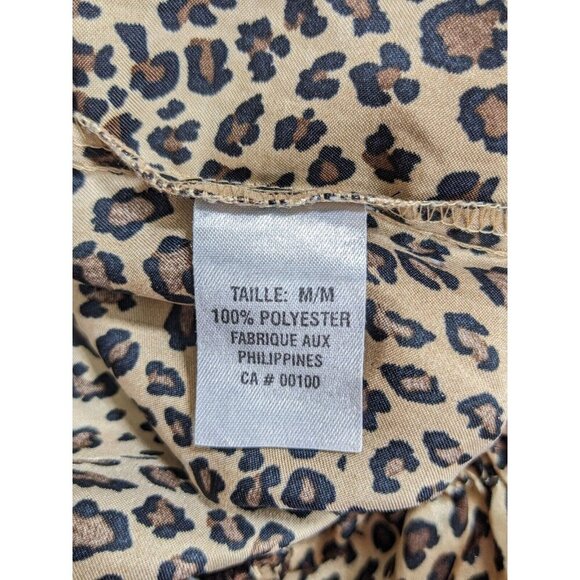 TAILLE: M/M
100% POLYESTER
FABRIQUE AUX
PHILIPPINES
CA # 00100